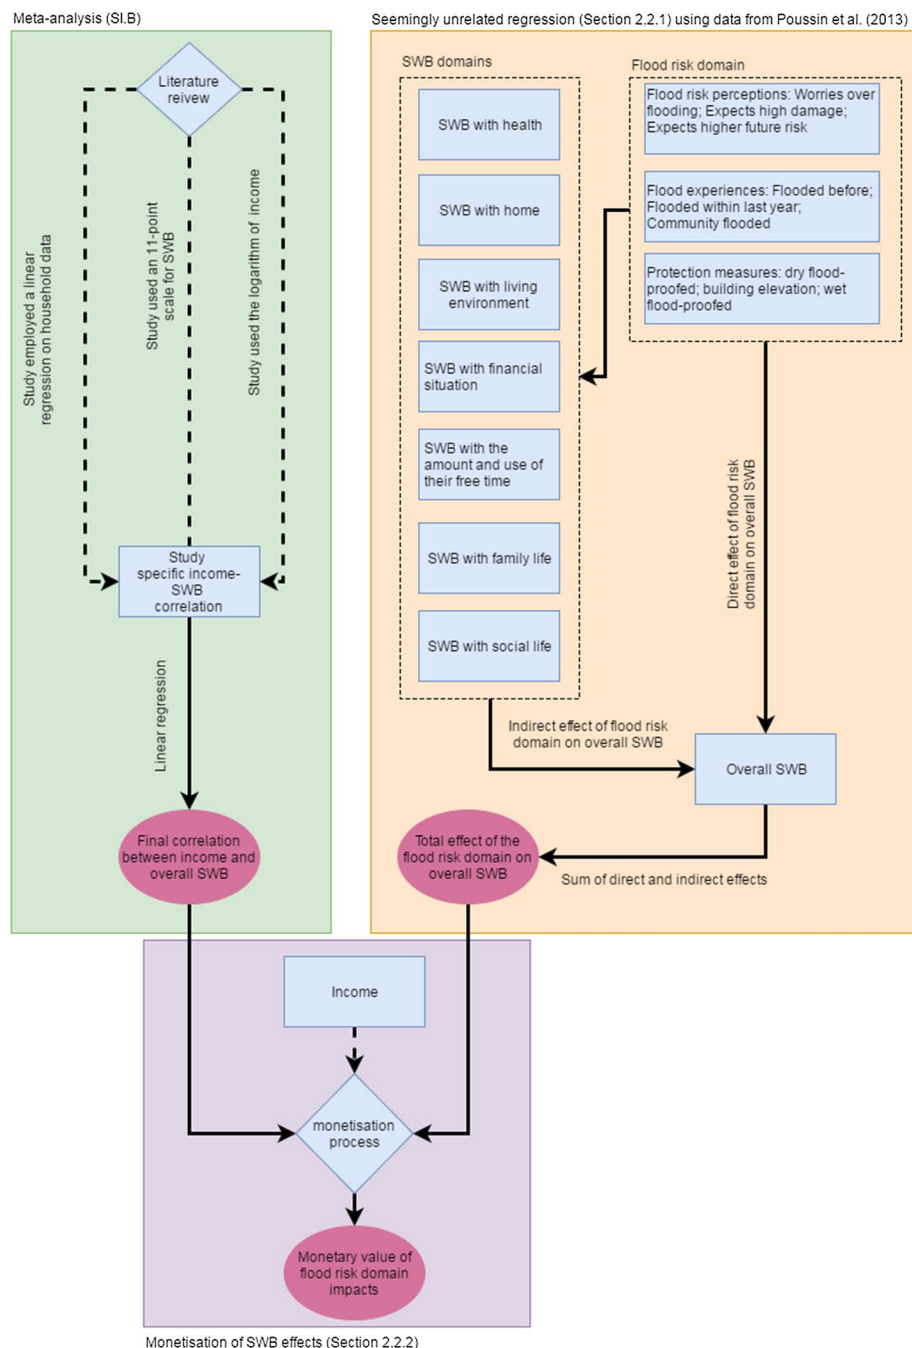 Meta-analysis (SI.B)
Literature
reivew
Study employed a linear
regression on household data
Study used an 11-point
scale for SWB
Study used the logarithm of income
Study
specific income-
SWB
correlation
Linear regression
Final correlation
between income and
overall SWB
Seemingly unrelated regression (Section 2.2.1) using data from Poussin et al. (2013)
SWB domains
SWB with health
SWB with home
SWB with living
environment
SWB with financial
situation
SWB with the
amount and use of
their free time
SWB with family life
SWB with social life
Flood risk domain
Flood risk perceptions: Worries over
flooding; Expects high damage;
Expects higher future risk
Flood experiences: Flooded before;
Flooded within last year;
Community flooded
Protection measures: dry flood-
proofed; building elevation; wet
flood-proofed
Direct effect of flood risk
domain on overall SWB
Indirect effect of flood risk
domain on overall SWB
Overall SWB
Total effect of the
flood risk domain on
overall SWB
Sum of direct and indirect effects
Income
monetisation
process
Monetary value of
flood risk domain
impacts
Monetisation of SWB effects (Section 2.2.2)